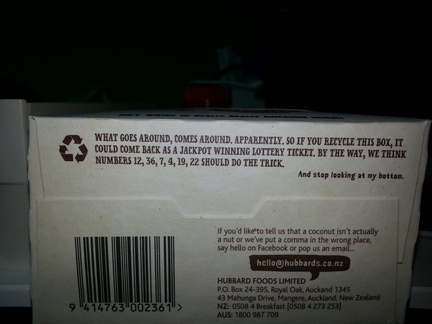 WHAT GOES AROUND, COMES AROUND. APPARENTLY. SO IF YOU RECYCLE THIS BOX, IT
COULD COME BACK AS A JACKPOT WINNING LOTTERY TICKET. BY THE WAY, WE THINK
NUMBERS 12, 36, 7, 4, 19, 22 SHOULD DO THE TRICK.
And stop looking at my bottom.
If you'd like to tell us that a coconut isn't actually
a nut or we've put a comma in the wrong place,
say hello on Facebook or pop us an email...
hello@hubbards.co.nz
HUBBARD FOODS LIMITED
P.O. Box 24-395, Royal Oak, Auckland 1345
43 Mahunga Drive, Mangere, Auckland, New Zealand
NZ: 0508 4 Breakfast [0508 4 273 253]
AUS: 1800 987 709
9 414763 002361 >